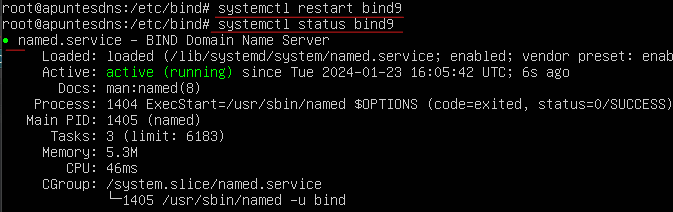 root@apuntesdns:/etc/bind# systemctl restart bind9
root@apuntesdns:/etc/bind# systemctl status bind9
● named.service - BIND Domain Name Server
Loaded: loaded (/lib/systemd/system/named.service; enabled; vendor preset: enab
Active: active (running) since Tue 2024-01-23 16:05:42 UTC; 6s ago
Docs: man:named(8)
Process: 1404 ExecStart=/usr/sbin/named $OPTIONS (code=exited, status=0/SUCCESS)
Main PID: 1405 (named)
Tasks: 3 (limit: 6183)
Memory: 5.3M
CPU: 46ms
CGroup: /system.slice/named.service
└─1405 /usr/sbin/named -u bind